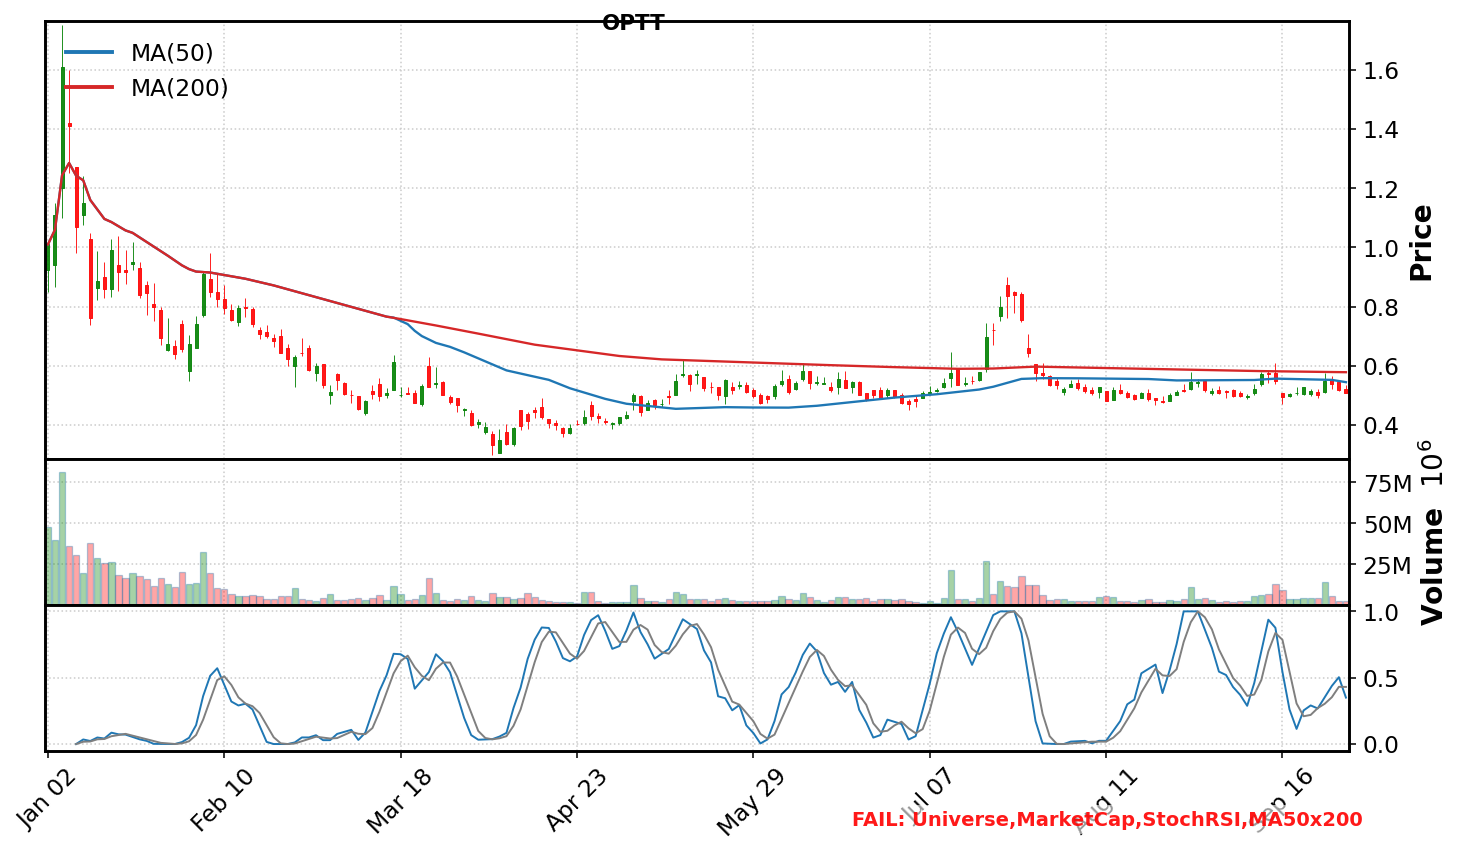 OPTT
MA(50)
MA(200)
1.6
1.4
1.2
1.0
0.8
0.6
0.4
Price
75M
50M
25M
Volume 10^6
1.0
0.5
0.0
Jan 02
Feb 10
Mar 18
Apr 23
May 29
Jul 07
Aug 11
Sep 16
FAIL: Universe,MarketCap,StochRSI,MA50x200